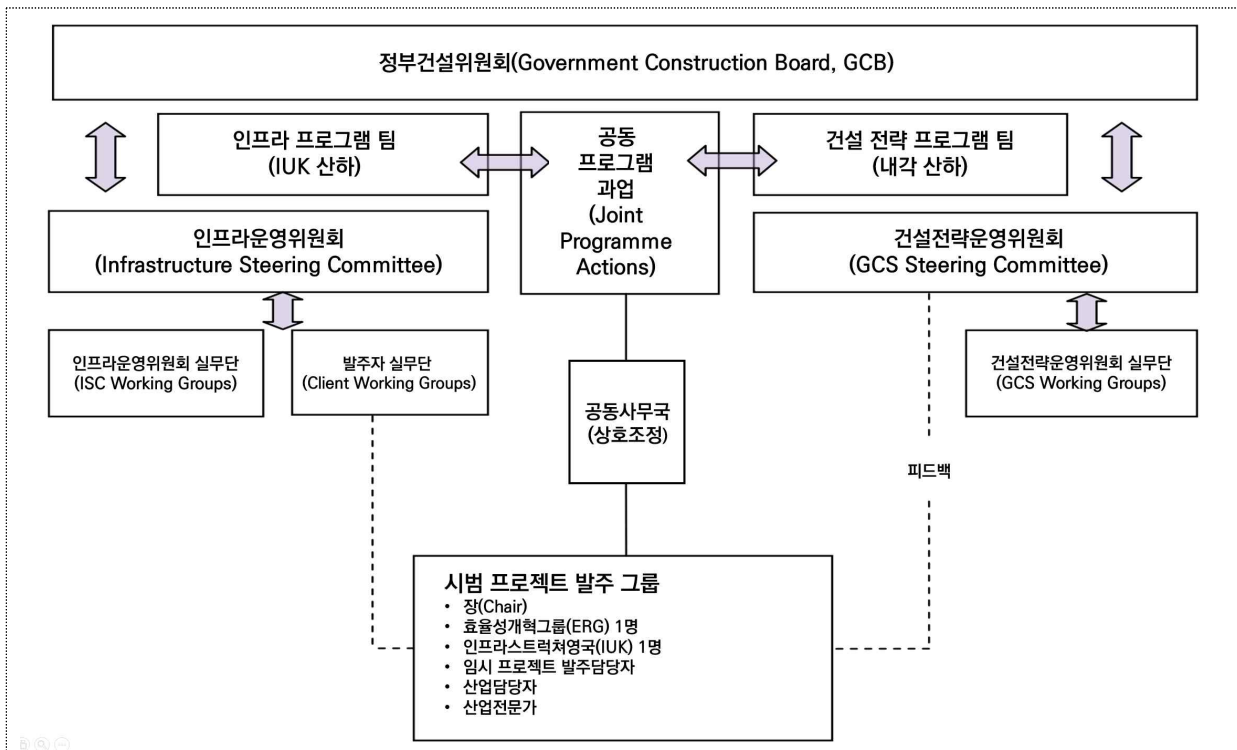 정부건설위원회(Government Construction Board, GCB)
인프라 프로그램 팀
(IUK 산하)
공동
프로그램
과업
(Joint
Programme
Actions)
건설 전략 프로그램 팀
(내각 산하)
인프라운영위원회
(Infrastructure Steering Committee)
건설전략운영위원회
(GCS Steering Committee)
인프라운영위원회 실무단
(ISC Working Groups)
발주자 실무단
(Client Working Groups)
건설전략운영위원회 실무단
(GCS Working Groups)
공동사무국
(상호조정)
피드백
시범 프로젝트 발주 그룹
• 장(Chair)
• 효율성개혁그룹(ERG) 1명
• 인프라스트럭쳐영국(IUK) 1명
• 임시 프로젝트 발주담당자
• 산업담당자
• 산업전문가